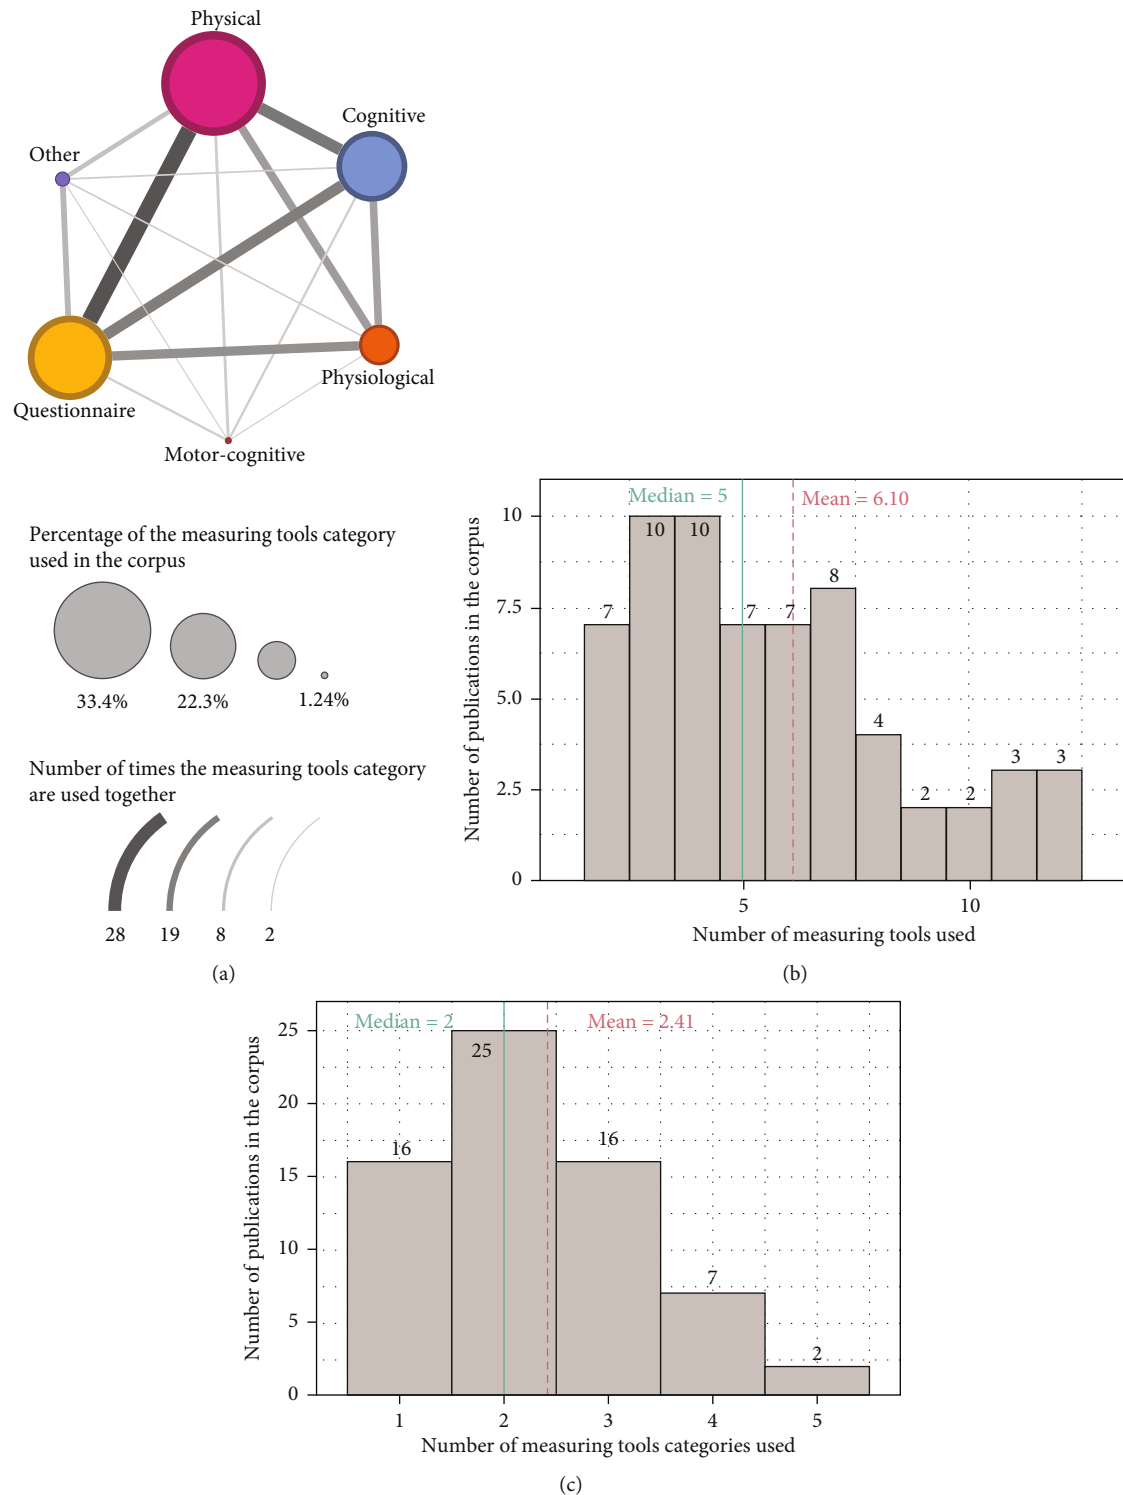 Physical
Cognitive
Other
Physiological
Questionnaire
Motor-cognitive
Percentage of the measuring tools category
used in the corpus
33.4%
22.3%
1.24%
Number of times the measuring tools category
are used together
28
19
8
2
(a)
Number of publications in the corpus
10
7.5
5.0
2.5
0
Median = 5
Mean = 6.10
7
10
10
7
7
8
4
2
2
3
3
5
10
Number of measuring tools used
(b)
Number of publications in the corpus
25
20
15
10
5
0
Median = 2
Mean = 2.41
16
25
16
7
2
1
2
3
4
5
Number of measuring tools categories used
(c)